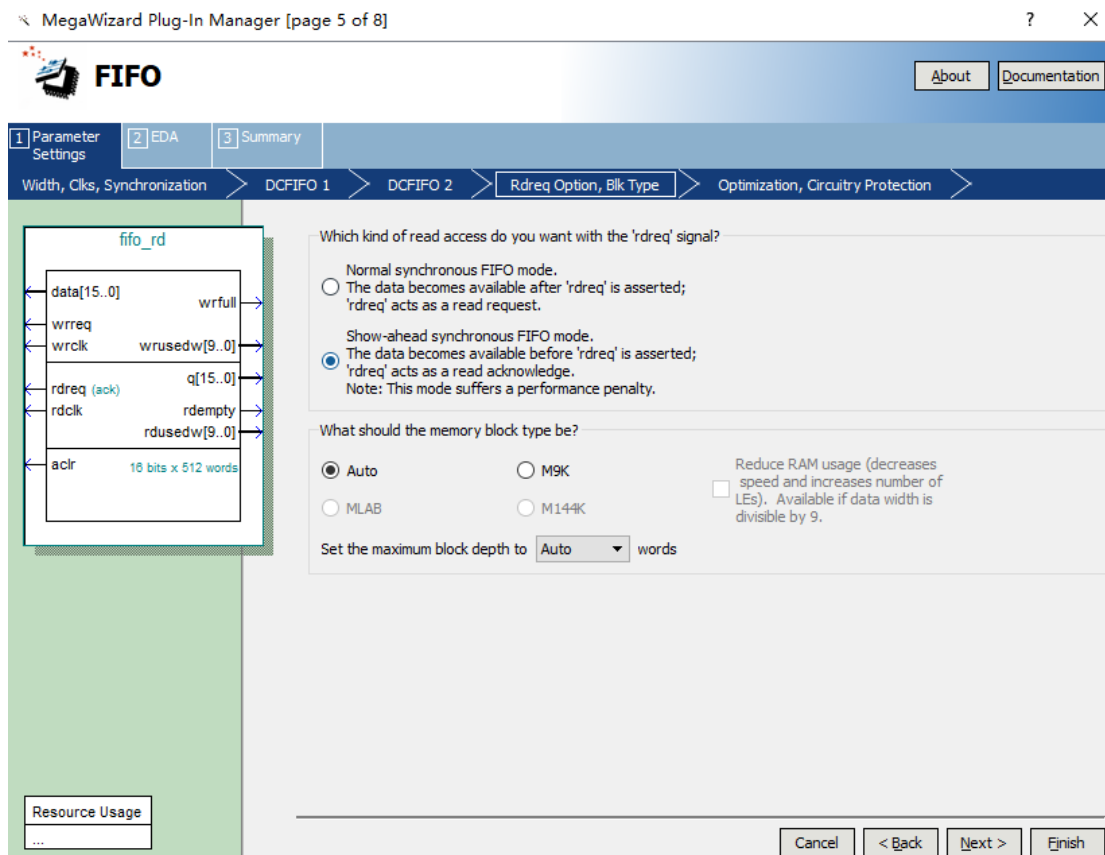 MegaWizard Plug-In Manager [page 5 of 8]
? ×
FIFO
About
Documentation
1 Parameter Settings
2 EDA
3 Summary
Width, Clks, Synchronization
DCFIFO 1
DCFIFO 2
Rdreq Option, Blk Type
Optimization, Circuitry Protection
fifo_rd
data[15..0]
wrfull
wrreq
wrclk
wrusedw[9..0]
q[15..0]
rdreq (ack)
rdclk
rdempty
rdusedw[9..0]
aclr
16 bits x 512 words
Which kind of read access do you want with the 'rdreq' signal?
Normal synchronous FIFO mode.
The data becomes available after 'rdreq' is asserted;
'rdreq' acts as a read request.
Show-ahead synchronous FIFO mode.
The data becomes available before 'rdreq' is asserted;
'rdreq' acts as a read acknowledge.
Note: This mode suffers a performance penalty.
What should the memory block type be?
Auto
M9K
MLAB
M144K
Reduce RAM usage (decreases
speed and increases number of
LEs). Available if data width is
divisible by 9.
Set the maximum block depth to Auto words
Resource Usage
...
Cancel
< Back
Next >
Finish